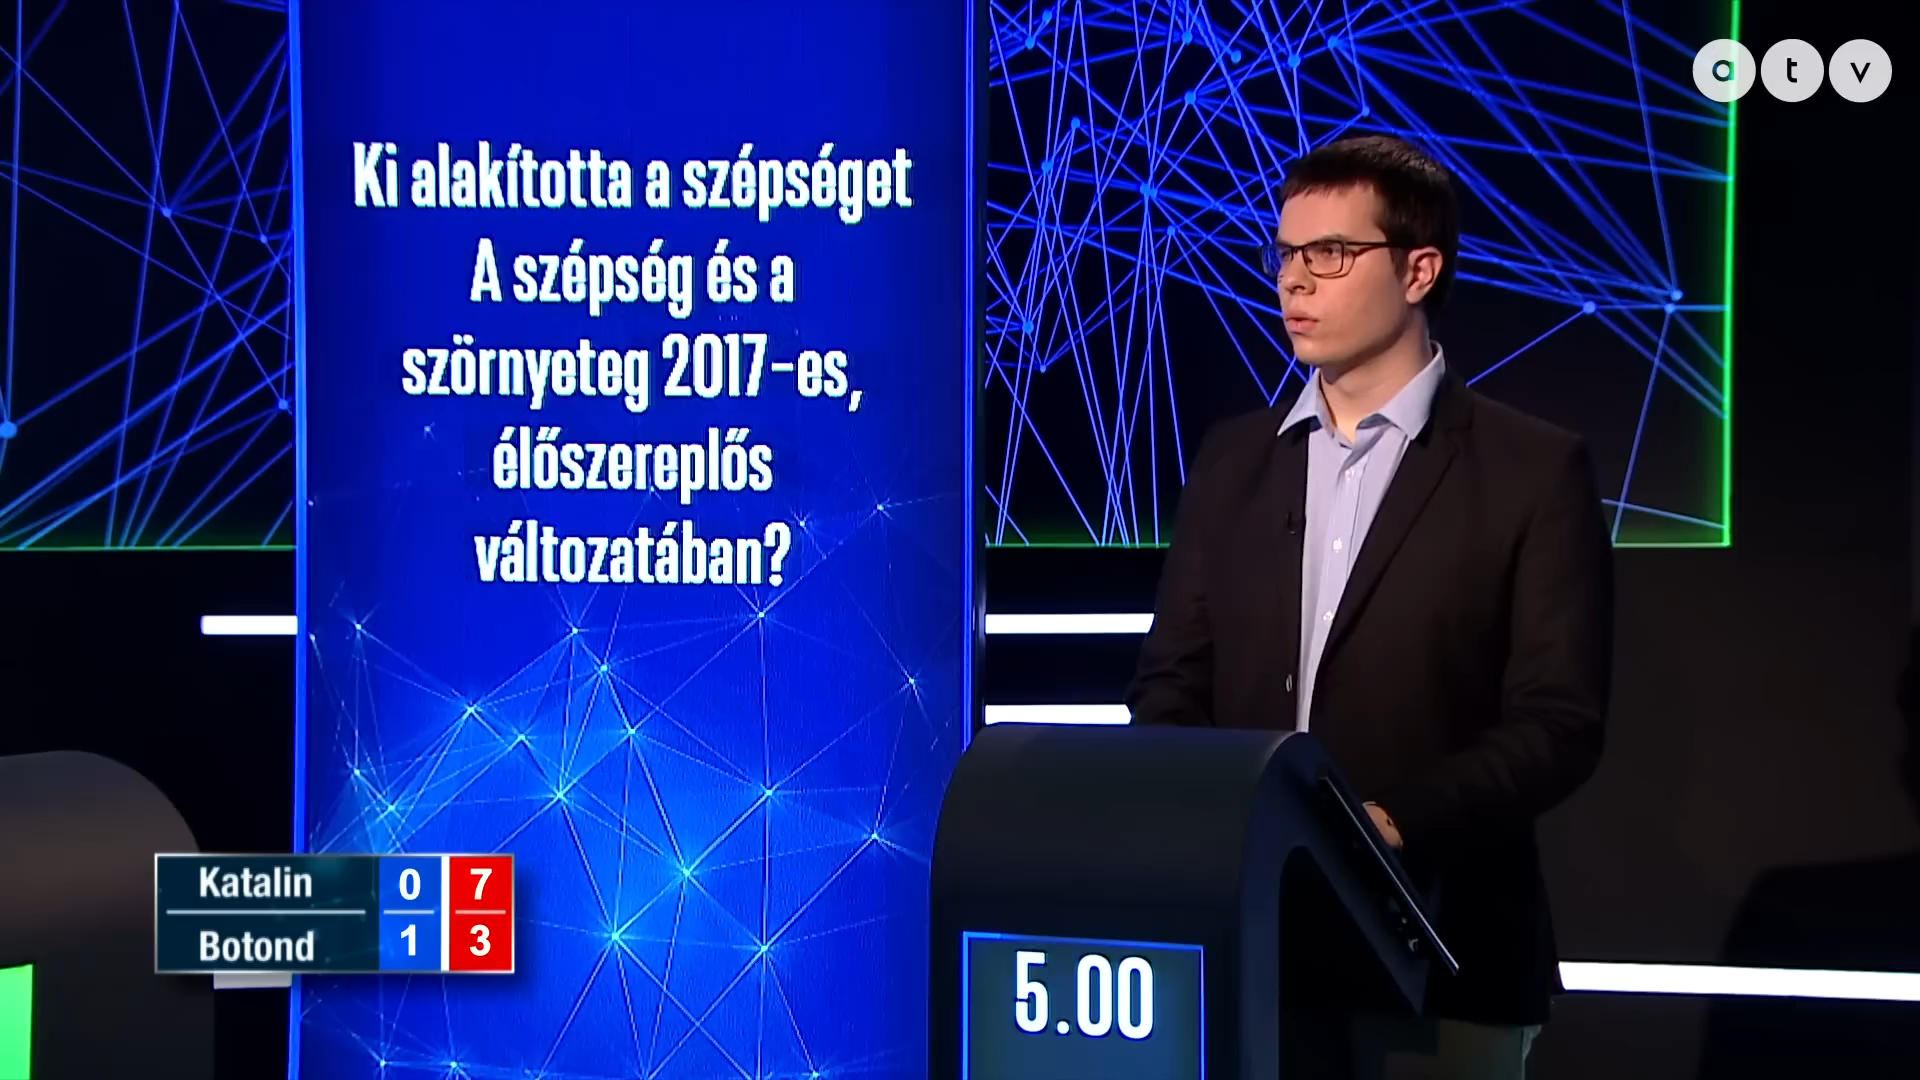 atv
Ki alakította a szépséget
A szépség és a
szörnyeteg 2017-es,
élőszereplős
változatában?
Katalin 0 7
Botond 1 3
5.00